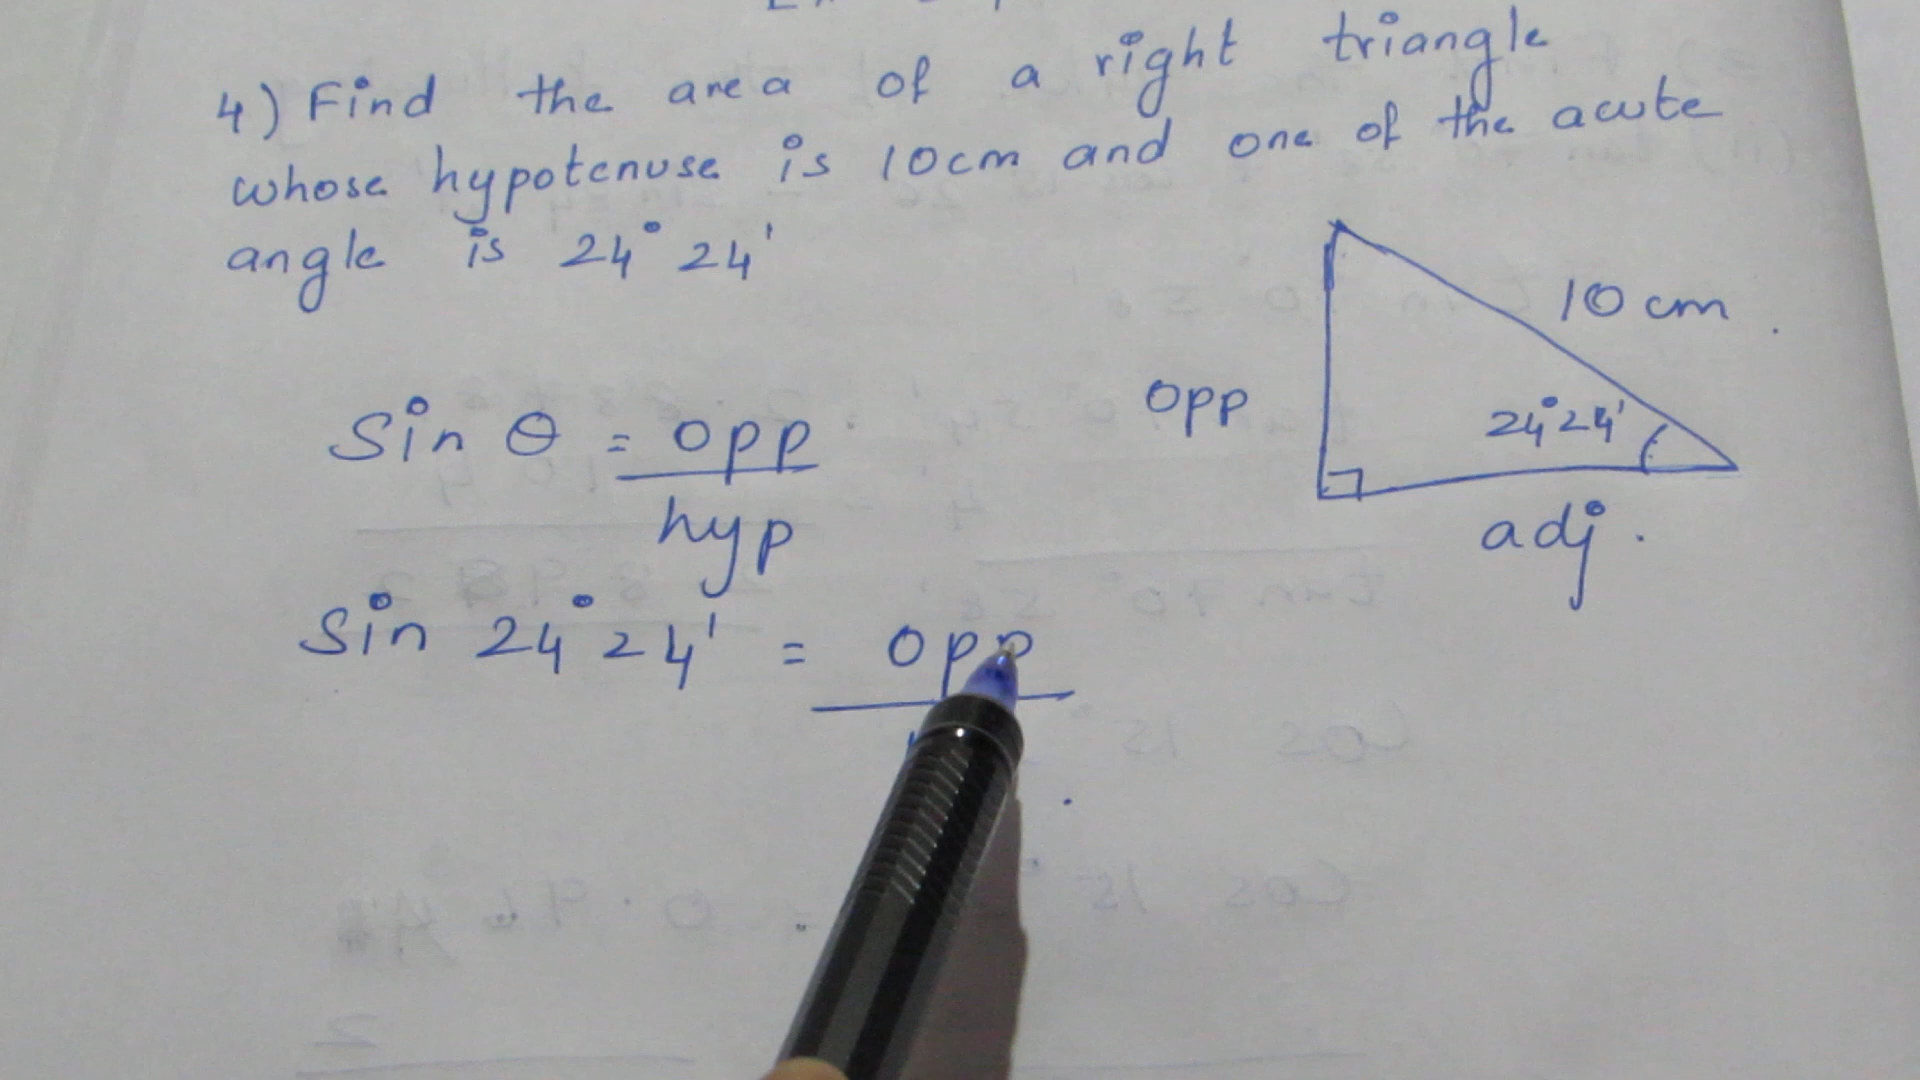 4) Find the area of a right triangle
whose hypotenuse is 10cm and one of the acute
angle is 24° 24'
10 cm
opp
24°24'
adj.
Sin θ = opp
hyp
Sin 24°24' = opp